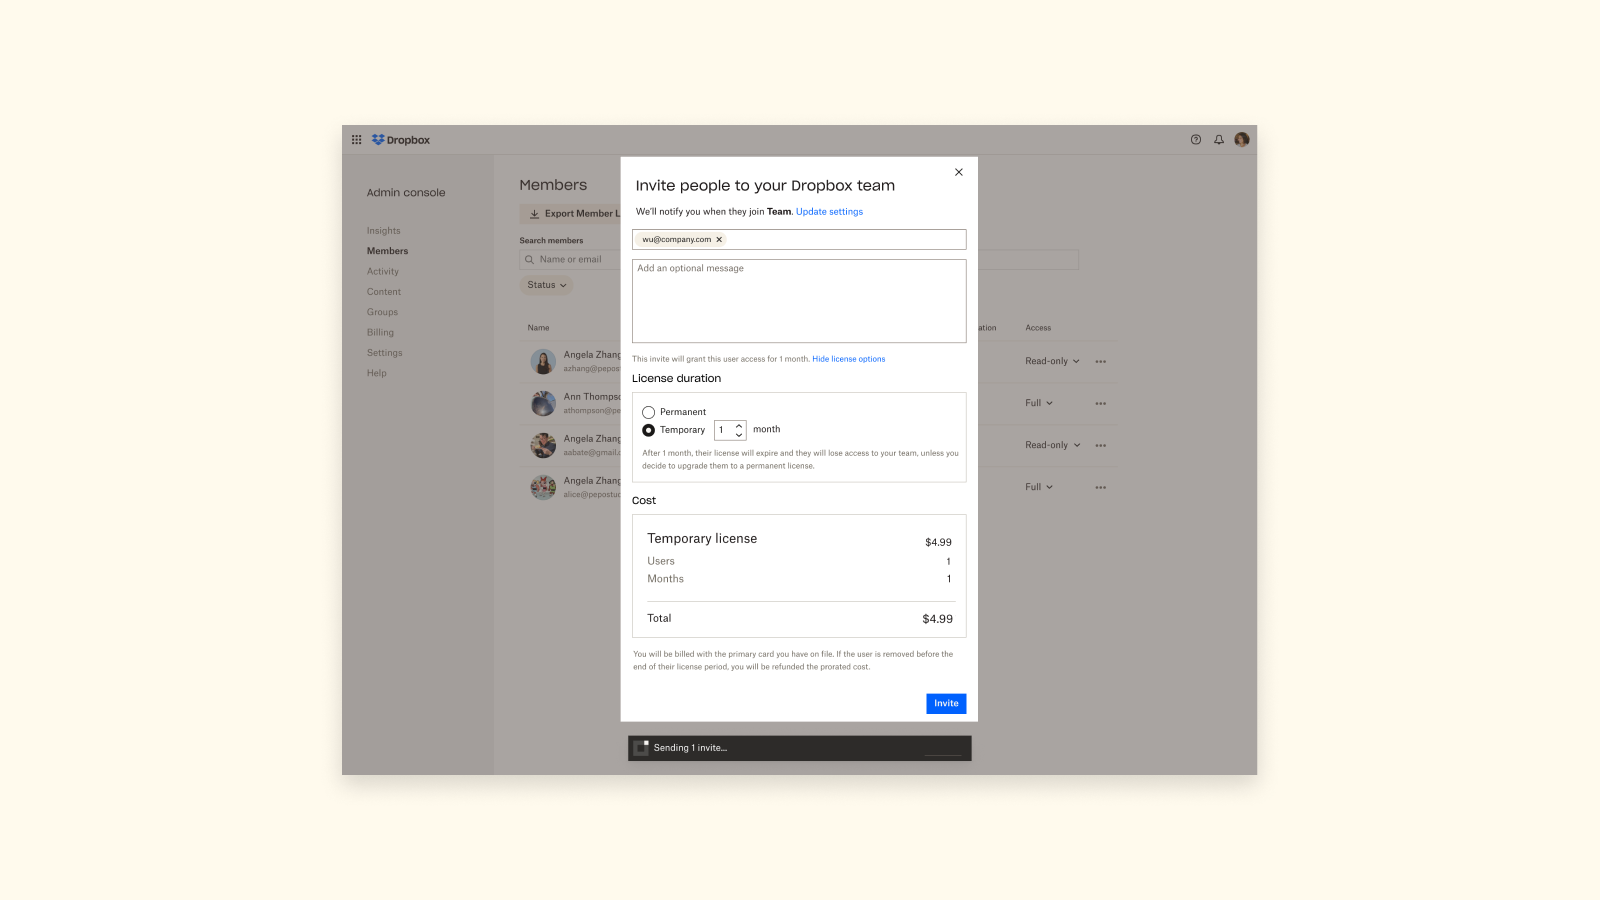 Dropbox
Admin console
Insights
Members
Activity
Content
Groups
Billing
Settings
Help
Members
Export Member L
Search members
Name or email
Status
Name
ation
Access
Angela Zhang
azhang@pepost
Read-only
Ann Thompso
athompson@pe
Full
Angela Zhang
aabate@gmail.c
Read-only
Angela Zhang
alice@pepostud
Full
Invite people to your Dropbox team
We'll notify you when they join Team. Update settings
wu@company.com
Add an optional message
This invite will grant this user access for 1 month. Hide license options
License duration
Permanent
Temporary 1 month
After 1 month, their license will expire and they will lose access to your team, unless you
decide to upgrade them to a permanent license.
Cost
Temporary license $4.99
Users 1
Months 1
Total $4.99
You will be billed with the primary card you have on file. If the user is removed before the
end of their license period, you will be refunded the prorated cost.
Invite
Sending 1 invite...